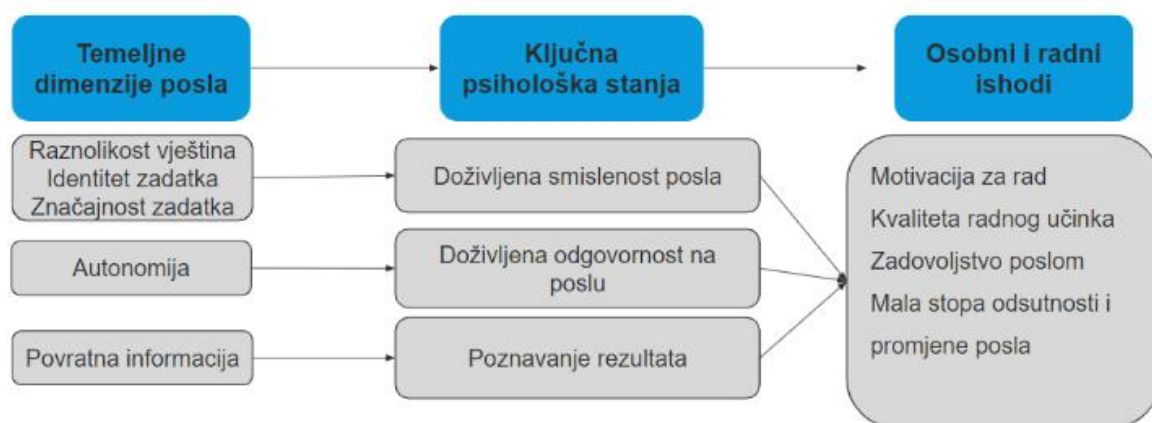 Temeljne
dimenzije posla
Ključna
psihološka stanja
Osobni i radni
ishodi
Raznolikost vještina
Identitet zadatka
Značajnost zadatka
Doživljena smislenost posla
Motivacija za rad
Kvaliteta radnog učinka
Zadovoljstvo poslom
Mala stopa odsutnosti i
promjene posla
Autonomija
Doživljena odgovornost na
poslu
Povratna informacija
Poznavanje rezultata